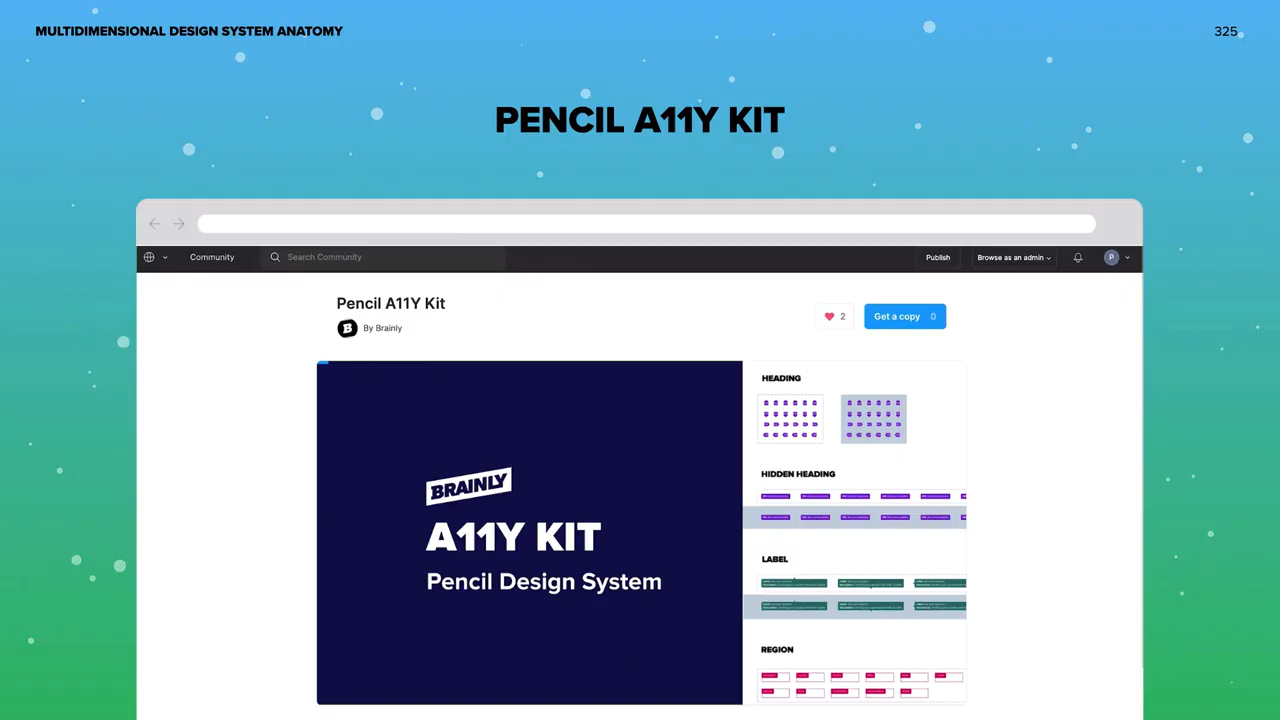 MULTIDIMENSIONAL DESIGN SYSTEM ANATOMY
325
PENCIL A11Y KIT
Community
Search Community
Publish
Browse as an admin
P
Pencil A11Y Kit
B
By Brainly
2
Get a copy 0
BRAINLY
A11Y KIT
Pencil Design System
HEADING
HIDDEN HEADING
LABEL
REGION